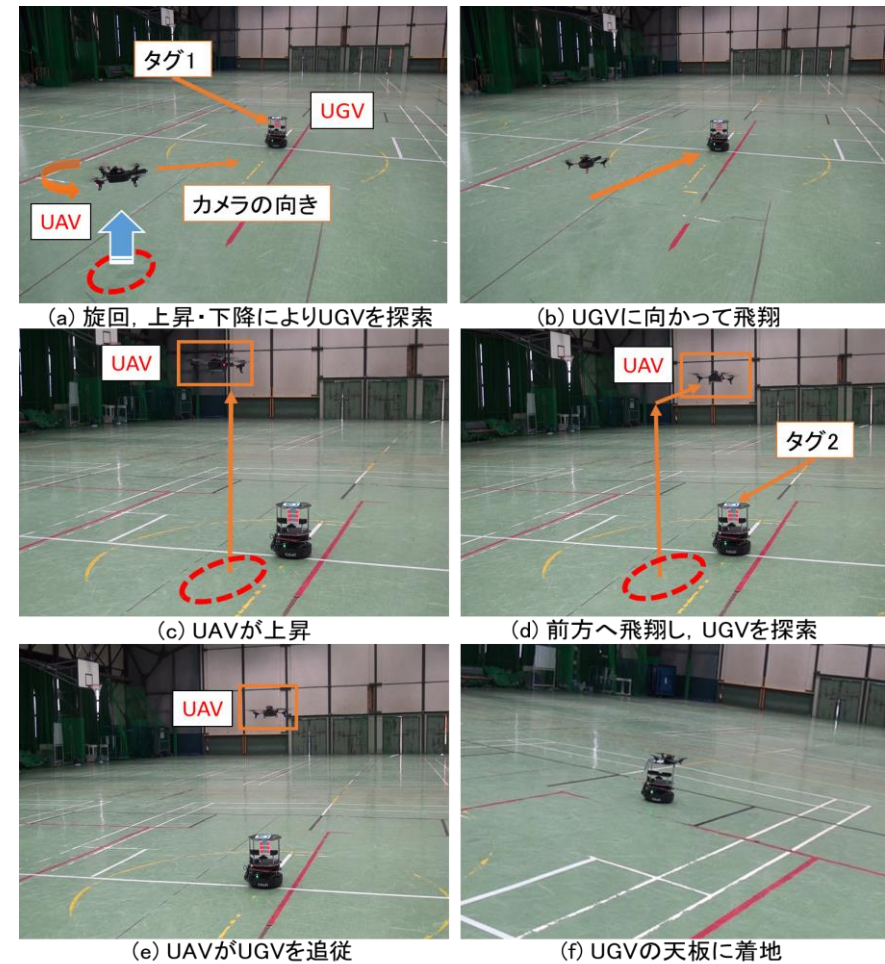 タグ1
UGV
カメラの向き
UAV
(a) 旋回，上昇・下降によりUGVを探索
(b) UGVに向かって飛翔
UAV
(c) UAVが上昇
UAV
タグ2
(d) 前方へ飛翔し，UGVを探索
UAV
(e) UAVがUGVを追従
(f) UGVの天板に着地